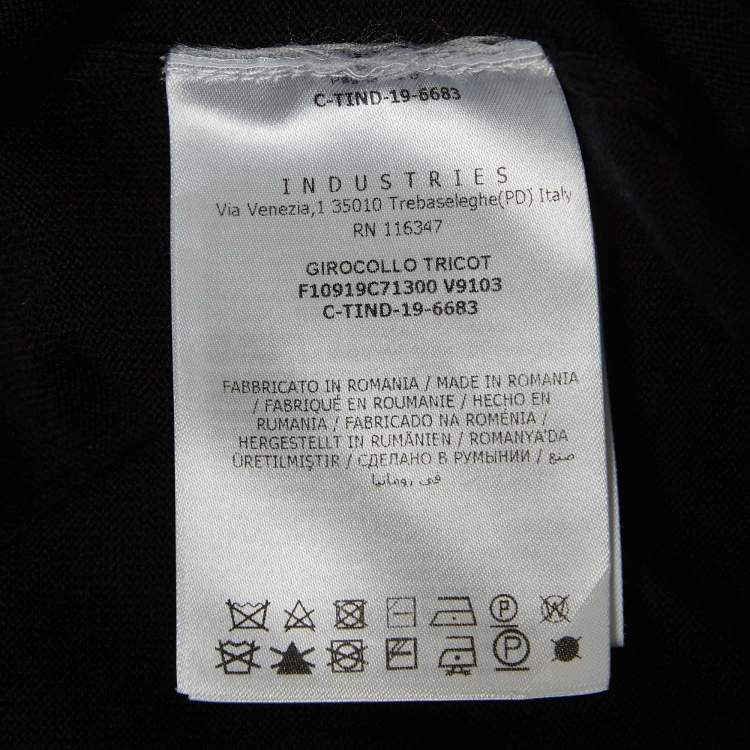 C-TIND-19-6683
INDUSTRIES
Via Venezia,1 35010 Trebaseleghe(PD) Italy
RN 116347
GIROCOLLO TRICOT
F10919C71300 V9103
C-TIND-19-6683
FABBRICATO IN ROMANIA / MADE IN ROMANIA
/ FABRIQUÉ EN ROUMANIE / HECHO EN
RUMANIA / FABRICADO NA ROMÉNIA /
HERGESTELLT IN RUMÄNIEN / ROMANYA'DA
ÜRETILMIŞTIR / СДЕЛАНО В РУМЫНИИ / صنع
في رومانيا
P W
P